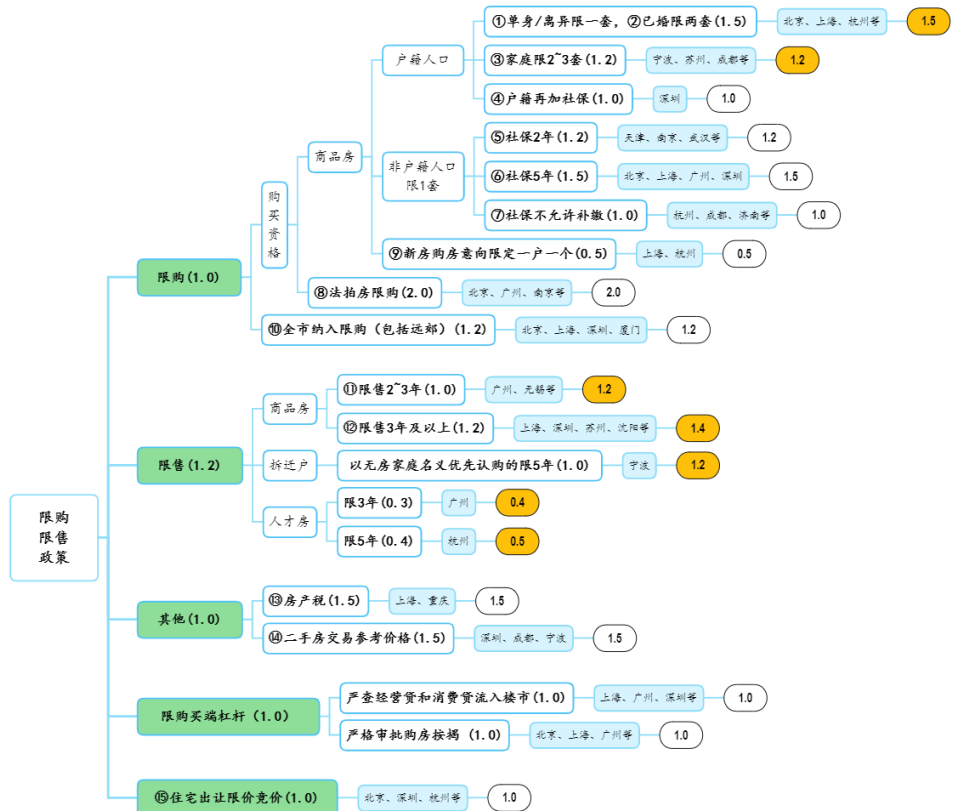 ①单身/离异限一套，②已婚限两套(1.5)
北京、上海、杭州等
1.5
户籍人口
③家庭限2~3套(1.2)
宁波、苏州、成都等
1.2
④户籍再加社保(1.0)
深圳
1.0
商品房
⑤社保2年(1.2)
天津、南京、武汉等
1.2
非户籍人口
限1套
⑥社保5年(1.5)
北京、上海、广州、深圳
1.5
⑦社保不允许补缴(1.0)
杭州、成都、济南等
1.0
购
买
资
格
⑨新房购房意向限定一户一个(0.5)
上海、杭州
0.5
限购(1.0)
⑧法拍房限购(2.0)
北京、广州、南京等
2.0
⑩全市纳入限购（包括远郊）(1.2)
北京、上海、深圳、厦门
1.2
商品房
⑪限售2~3年(1.0)
广州、无锡等
1.2
⑫限售3年及以上(1.2)
上海、深圳、苏州、沈阳等
1.4
限售(1.2)
拆迁户
以无房家庭名义优先认购的限5年(1.0)
宁波
1.2
人才房
限3年(0.3)
广州
0.4
限5年(0.4)
杭州
0.5
限购
限售
政策
其他(1.0)
⑬房产税(1.5)
上海、重庆
1.5
⑭二手房交易参考价格(1.5)
深圳、成都、宁波
1.5
限购买端杠杆（1.0）
严查经营贷和消费贷流入楼市(1.0)
上海、广州、深圳等
1.0
严格审批购房按揭（1.0)
北京、上海、广州等
1.0
⑮住宅出让限价竞价(1.0)
北京、深圳、杭州等
1.0